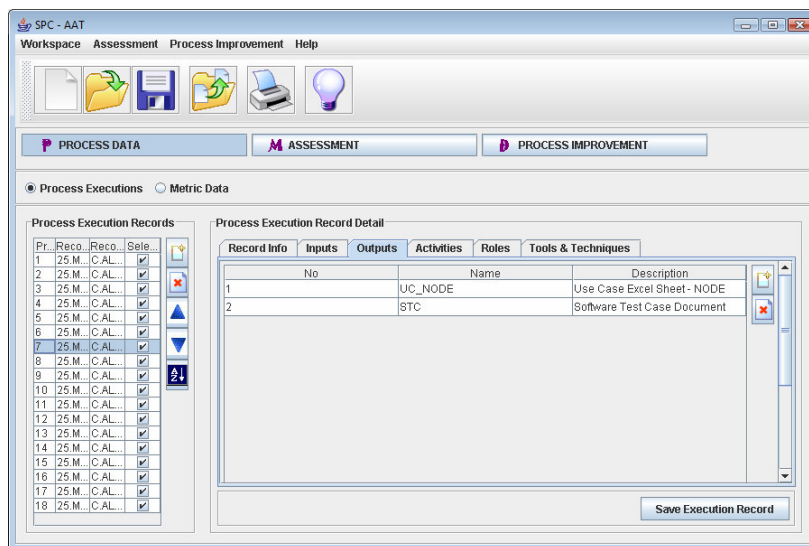 SPC - AAT
Workspace Assessment Process Improvement Help
P PROCESS DATA M ASSESSMENT D PROCESS IMPROVEMENT
Process Executions Metric Data
Process Execution Records Process Execution Record Detail
Record Info Inputs Outputs Activities Roles Tools & Techniques
Pr... Reco... Reco... Sele...
No Name Description
1 UC_NODE Use Case Excel Sheet - NODE
2 STC Software Test Case Document
1 25.M... C.AL...
2 25.M... C.AL...
3 25.M... C.AL...
4 25.M... C.AL...
5 25.M... C.AL...
6 25.M... C.AL...
7 25.M... C.AL...
8 25.M... C.AL...
9 25.M... C.AL...
10 25.M... C.AL...
11 25.M... C.AL...
12 25.M... C.AL...
13 25.M... C.AL...
14 25.M... C.AL...
15 25.M... C.AL...
16 25.M... C.AL...
17 25.M... C.AL...
18 25.M... C.AL...
A Z
Save Execution Record